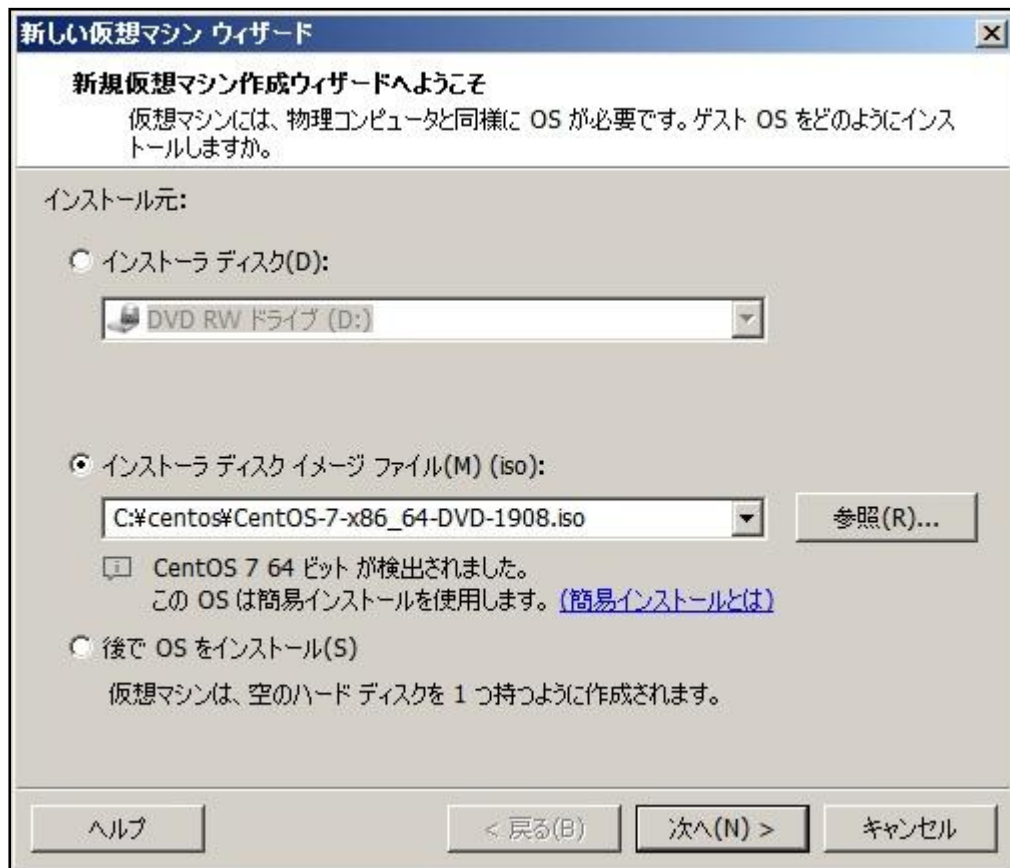 新しい仮想マシン ウィザード
新規仮想マシン作成ウィザードへようこそ
仮想マシンには、物理コンピュータと同様に OS が必要です。ゲスト OS をどのようにインス
トールしますか。
インストール元:
インストーラ ディスク(D):
DVD RW ドライブ (D:)
インストーラ ディスク イメージ ファイル(M) (iso):
C:¥centos¥CentOS-7-x86_64-DVD-1908.iso
参照(R)...
CentOS 7 64 ビット が検出されました。
この OS は簡易インストールを使用します。 (簡易インストールとは)
後で OS をインストール(S)
仮想マシンは、空のハード ディスクを 1 つ持つように作成されます。
ヘルプ
< 戻る(B)
次へ(N) >
キャンセル